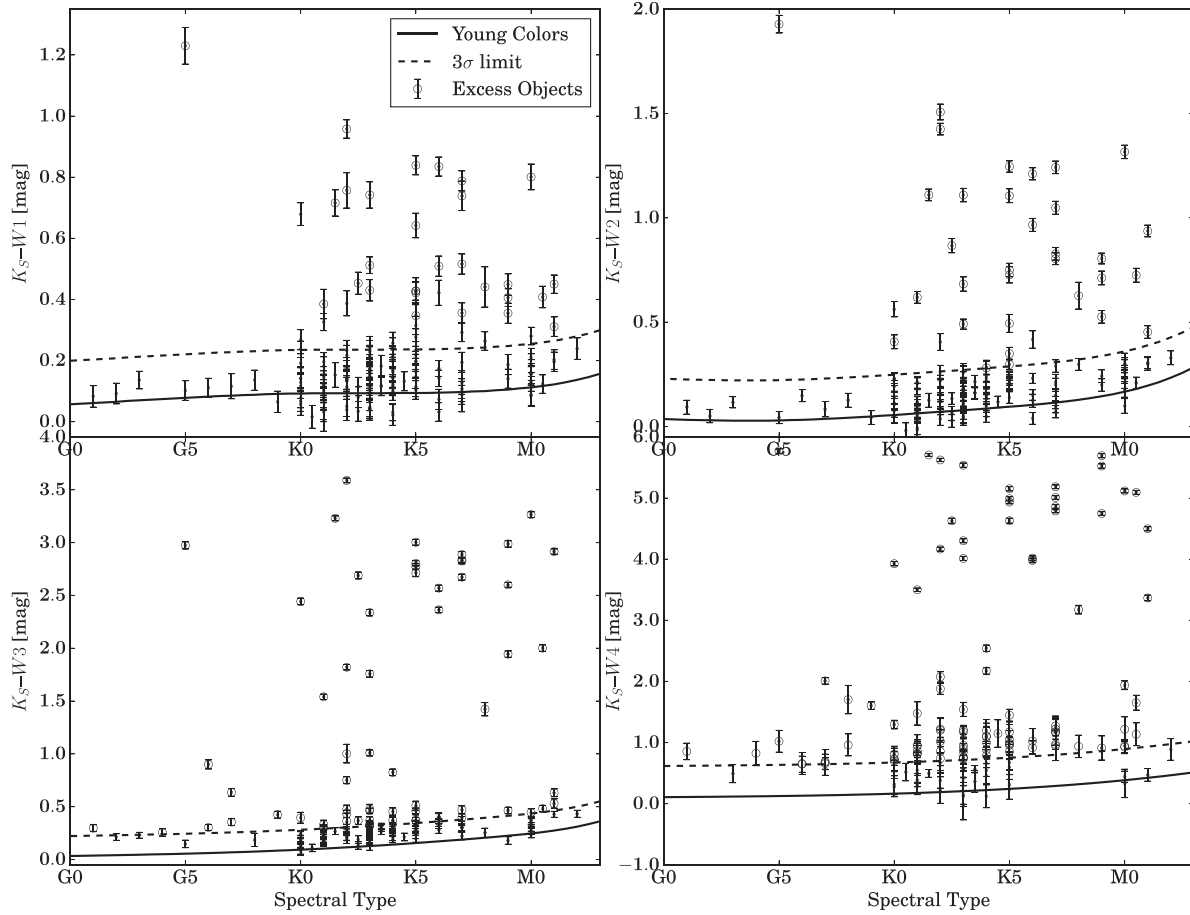 Young Colors
3σ limit
Excess Objects
1.2
1.0
0.8
0.6
0.4
0.2
0.0
K_S−W1 [mag]
G0 G5 K0 K5 M0
2.0
1.5
1.0
0.5
0.0
K_S−W2 [mag]
G0 G5 K0 K5 M0
4.0
3.5
3.0
2.5
2.0
1.5
1.0
0.5
0.0
K_S−W3 [mag]
G0 G5 K0 K5 M0
Spectral Type
6.0
5.0
4.0
3.0
2.0
1.0
0.0
−1.0
K_S−W4 [mag]
G0 G5 K0 K5 M0
Spectral Type